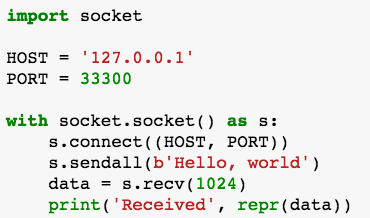 import socket

HOST = '127.0.0.1'
PORT = 33300

with socket.socket() as s:
    s.connect((HOST, PORT))
    s.sendall(b'Hello, world')
    data = s.recv(1024)
    print('Received', repr(data))